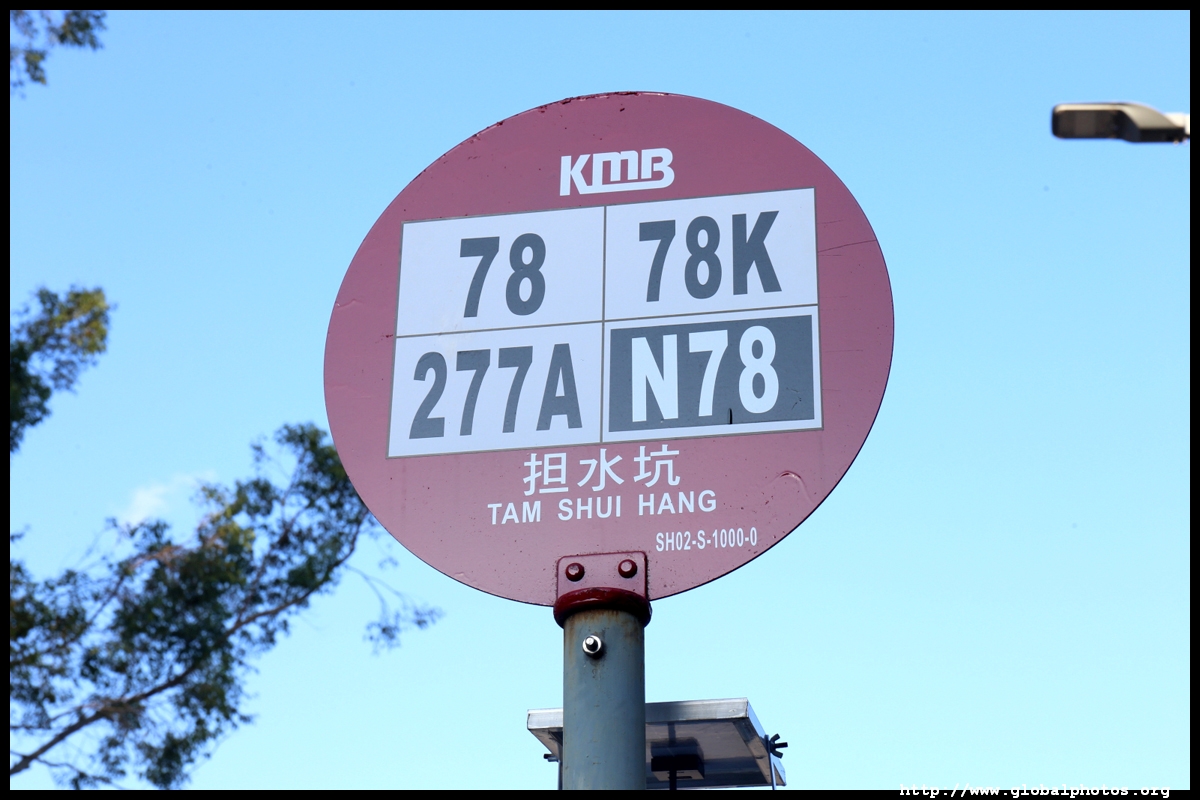 KMB
78 78K
277A N78
担水坑
TAM SHUI HANG
SH02-S-1000-0
http://www.globalphotos.org